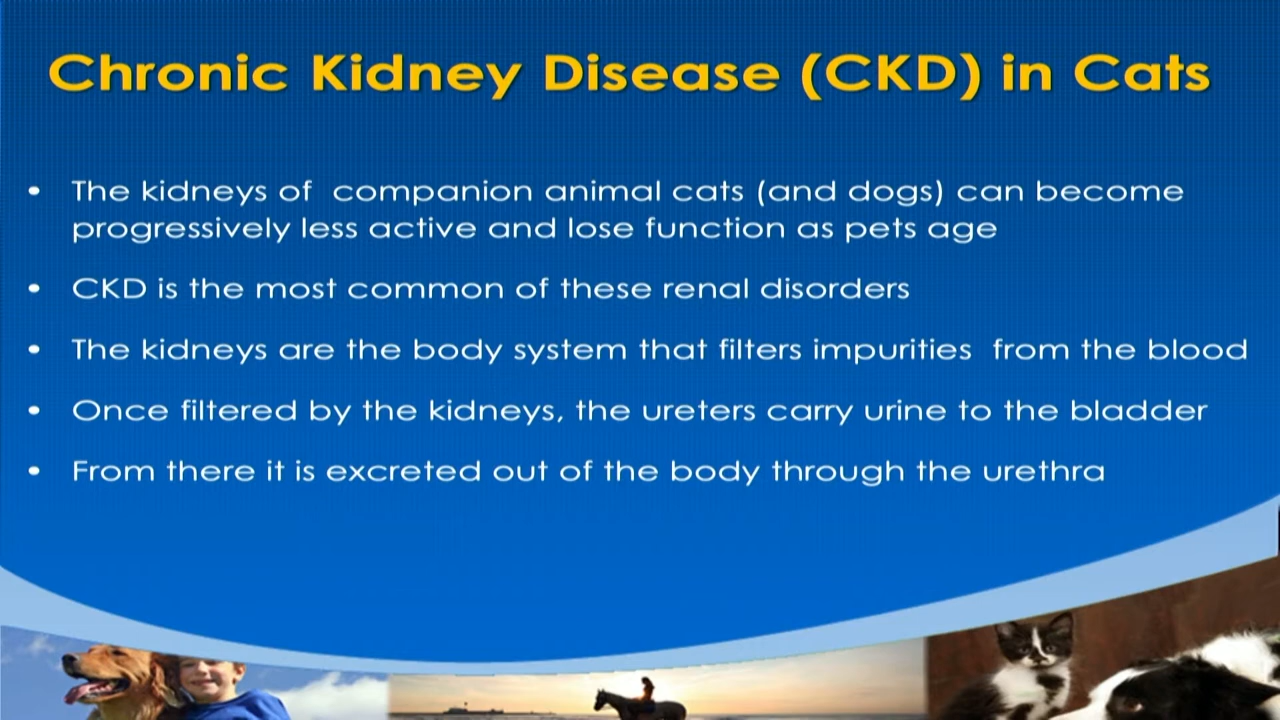 Chronic Kidney Disease (CKD) in Cats
• The kidneys of  companion animal cats (and dogs) can become
progressively less active and lose function as pets age
• CKD is the most common of these renal disorders
• The kidneys are the body system that filters impurities  from the blood
• Once filtered by the kidneys, the ureters carry urine to the bladder
• From there it is excreted out of the body through the urethra